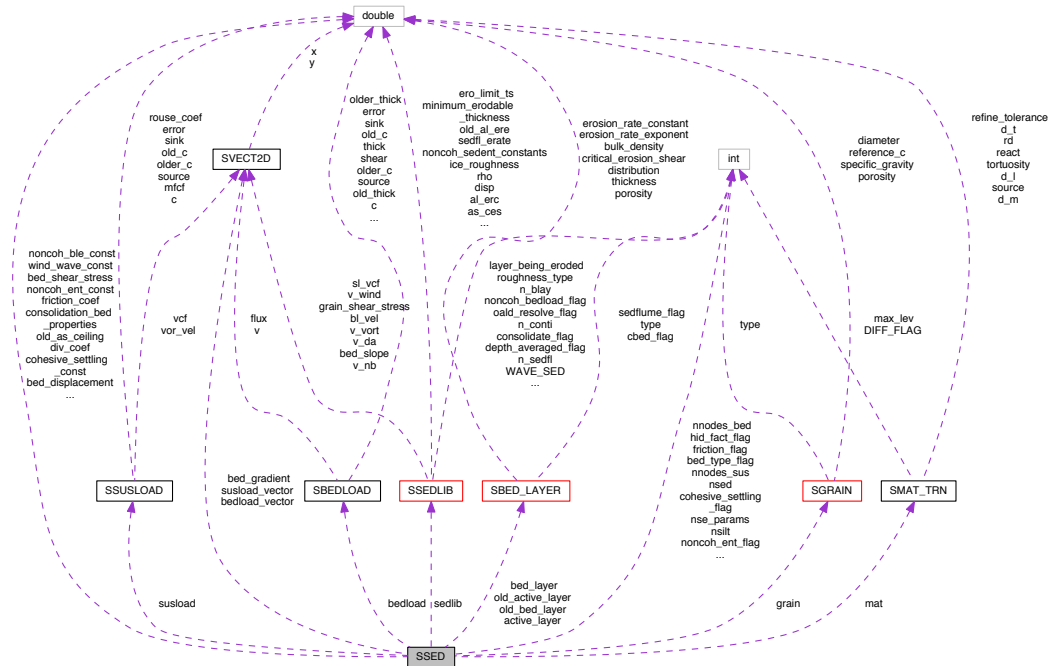 double
x
y
rouse_coef
error
sink
old_c
older_c
source
mfcf
c
SVECT2D
older_thick
error
sink
old_c
thick
shear
older_c
source
old_thick
c
...
ero_limit_ts
minimum_erodable
_thickness
old_al_ere
sedfl_erate
noncoh_sedent_constants
ice_roughness
rho
disp
al_erc
as_ces
...
erosion_rate_constant
erosion_rate_exponent
bulk_density
critical_erosion_shear
distribution
thickness
porosity
int
diameter
reference_c
specific_gravity
porosity
refine_tolerance
d_t
rd
react
tortuosity
d_l
source
d_m
noncoh_ble_const
wind_wave_const
bed_shear_stress
noncoh_ent_const
friction_coef
consolidation_bed
_properties
old_as_ceiling
div_coef
cohesive_settling
_const
bed_displacement
...
vcf
vor_vel
flux
v
sl_vcf
v_wind
grain_shear_stress
bl_vel
v_vort
v_da
bed_slope
v_nb
layer_being_eroded
roughness_type
n_blay
noncoh_bedload_flag
oald_resolve_flag
n_conti
consolidate_flag
depth_averaged_flag
n_sedfl
WAVE_SED
...
sedflume_flag
type
cbed_flag
type
max_lev
DIFF_FLAG
SSUSLOAD
bed_gradient
susload_vector
bedload_vector
SBEDLOAD
SSEDLIB
SBED_LAYER
nnodes_bed
hid_fact_flag
friction_flag
bed_type_flag
nnodes_sus
nsed
cohesive_settling
_flag
nse_params
nsilt
noncoh_ent_flag
...
SGRAIN
SMAT_TRN
susload
bedload
sedlib
bed_layer
old_active_layer
old_bed_layer
active_layer
grain
mat
SSED